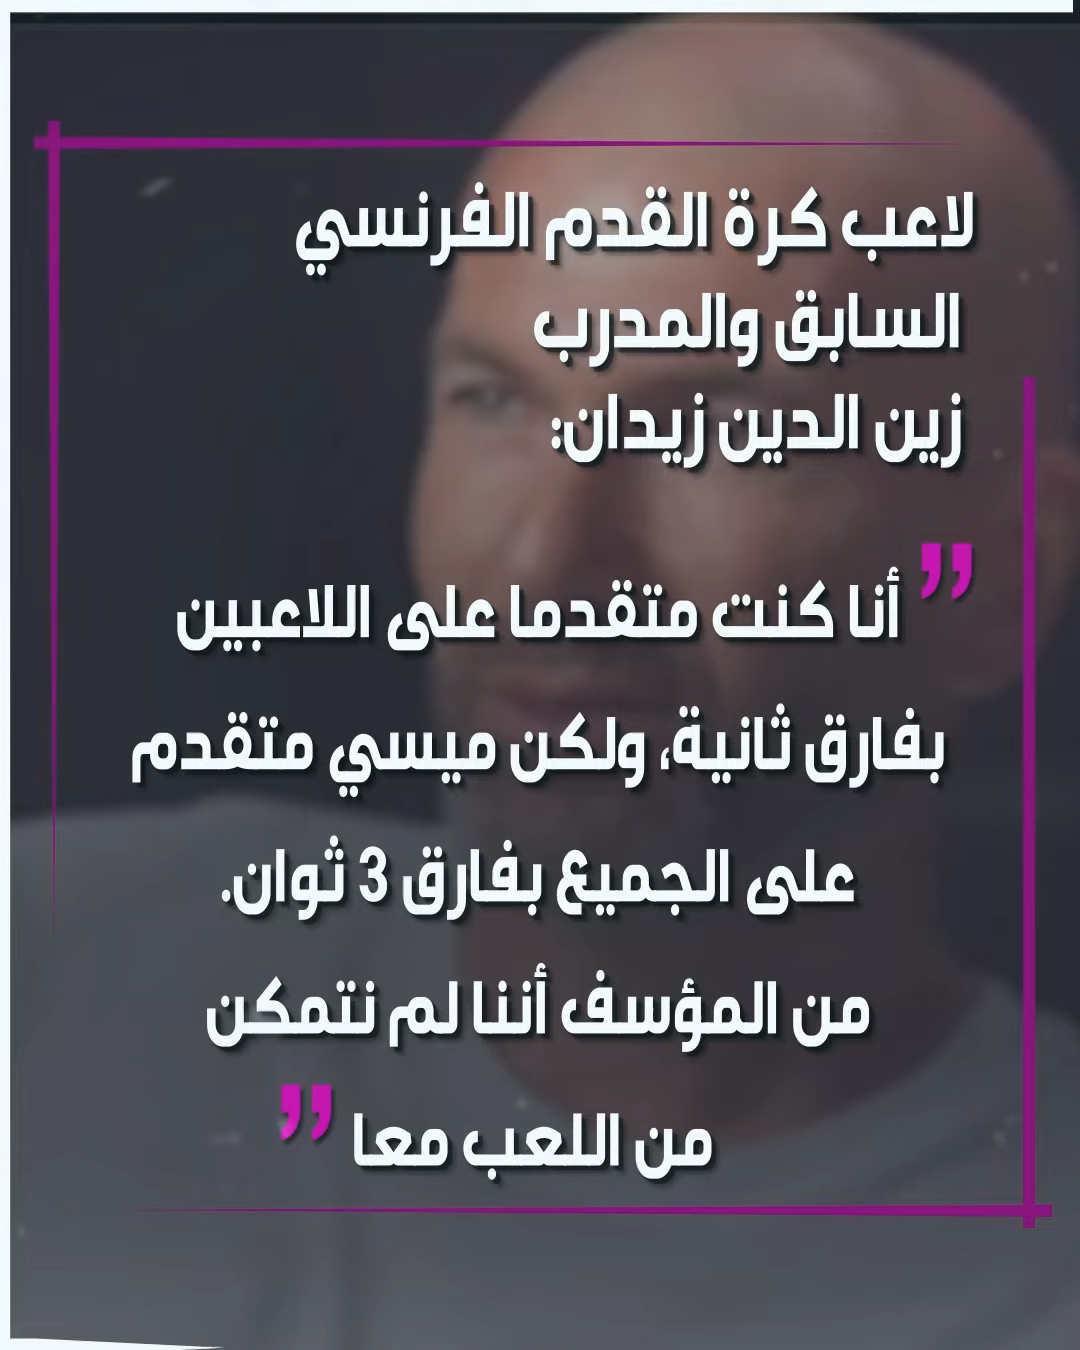 لاعب كرة القدم الفرنسي
السابق والمدرب
زين الدين زيدان:
” أنا كنت متقدما على اللاعبين
بفارق ثانية، ولكن ميسي متقدم
على الجميع بفارق 3 ثوان.
من المؤسف أننا لم نتمكن
من اللعب معا ”